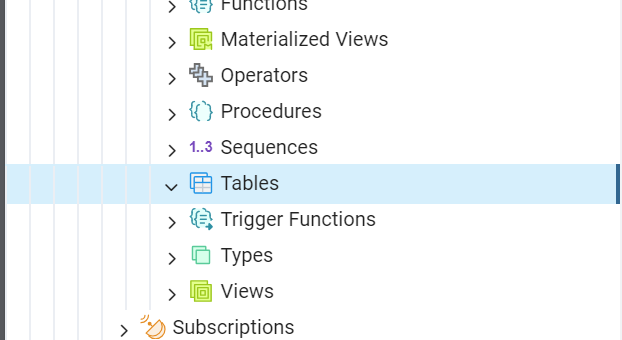 Functions
Materialized Views
Operators
Procedures
1..3 Sequences
Tables
Trigger Functions
Types
Views
Subscriptions